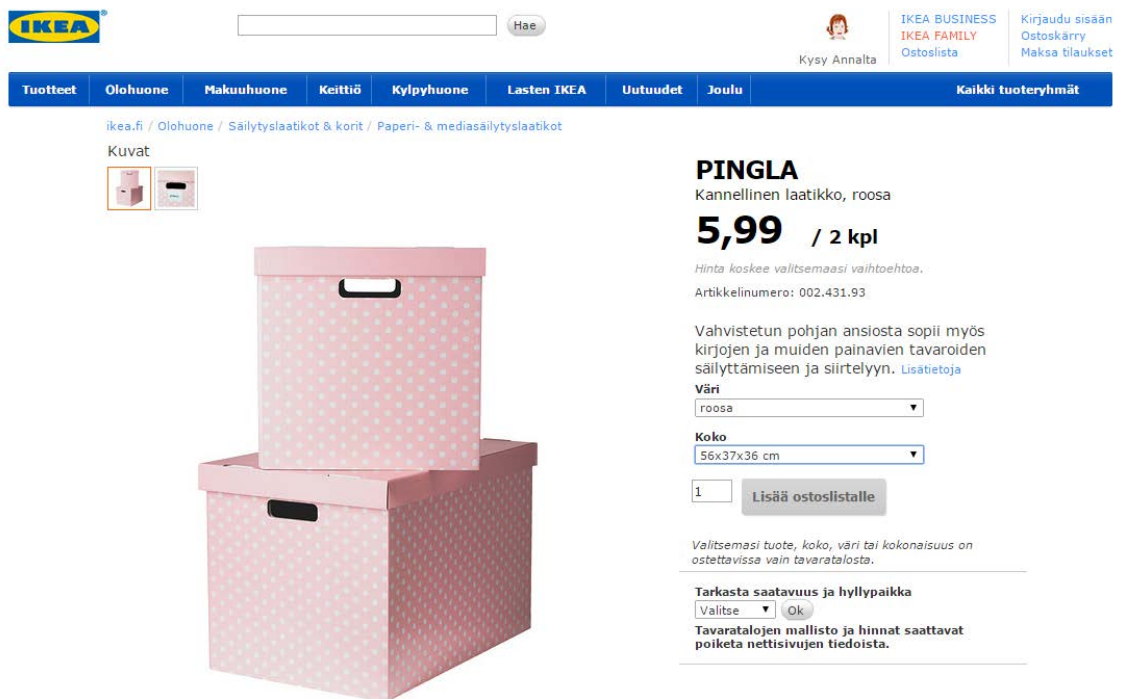 IKEA
®
Hae
Kysy Annalta
IKEA BUSINESS
IKEA FAMILY
Ostoslista
Kirjaudu sisään
Ostoskärry
Maksa tilaukset
Tuotteet Olohuone Makuuhuone Keittiö Kylpyhuone Lasten IKEA Uutuudet Joulu Kaikki tuoteryhmät
ikea.fi / Olohuone / Säilytyslaatikot & korit / Paperi- & mediasäilytyslaatikot
Kuvat
PINGLA
Kannellinen laatikko, roosa
5,99 / 2 kpl
Hinta koskee valitsemaasi vaihtoehtoa.
Artikkelinumero: 002.431.93
Vahvistetun pohjan ansiosta sopii myös
kirjojen ja muiden painavien tavaroiden
säilyttämiseen ja siirtelyyn. Lisätietoja
Väri
roosa
Koko
56x37x36 cm
1 Lisää ostoslistalle
Valitsemasi tuote, koko, väri tai kokonaisuus on
ostettavissa vain tavaratalosta.
Tarkasta saatavuus ja hyllypaikka
Valitse Ok
Tavaratalojen mallisto ja hinnat saattavat
poiketa nettisivujen tiedoista.